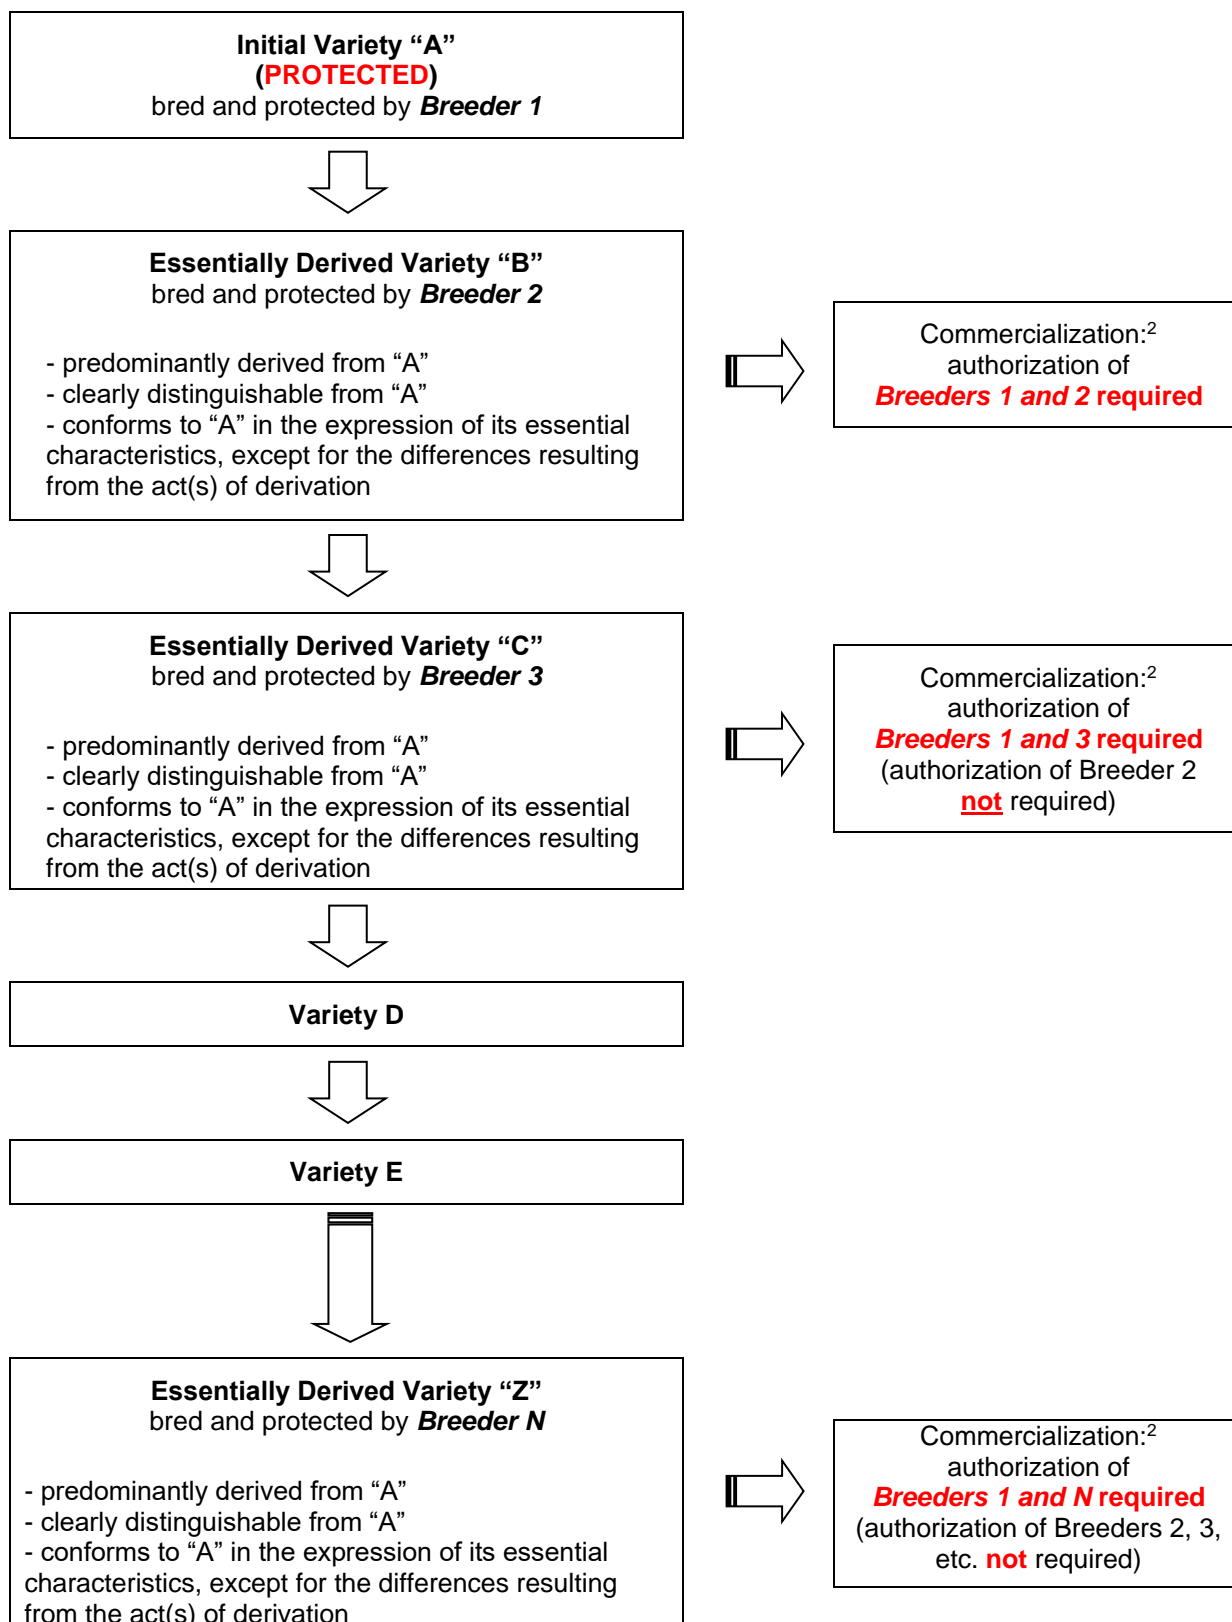 Initial Variety “A”
(PROTECTED)
bred and protected by Breeder 1
Essentially Derived Variety “B”
bred and protected by Breeder 2
- predominantly derived from “A”
- clearly distinguishable from “A”
- conforms to “A” in the expression of its essential
characteristics, except for the differences resulting
from the act(s) of derivation
Commercialization:2
authorization of
Breeders 1 and 2 required
Essentially Derived Variety “C”
bred and protected by Breeder 3
- predominantly derived from “A”
- clearly distinguishable from “A”
- conforms to “A” in the expression of its essential
characteristics, except for the differences resulting
from the act(s) of derivation
Commercialization:2
authorization of
Breeders 1 and 3 required
(authorization of Breeder 2
not required)
Variety D
Variety E
Essentially Derived Variety “Z”
bred and protected by Breeder N
- predominantly derived from “A”
- clearly distinguishable from “A”
- conforms to “A” in the expression of its essential
characteristics, except for the differences resulting
from the act(s) of derivation
Commercialization:2
authorization of
Breeders 1 and N required
(authorization of Breeders 2, 3,
etc. not required)